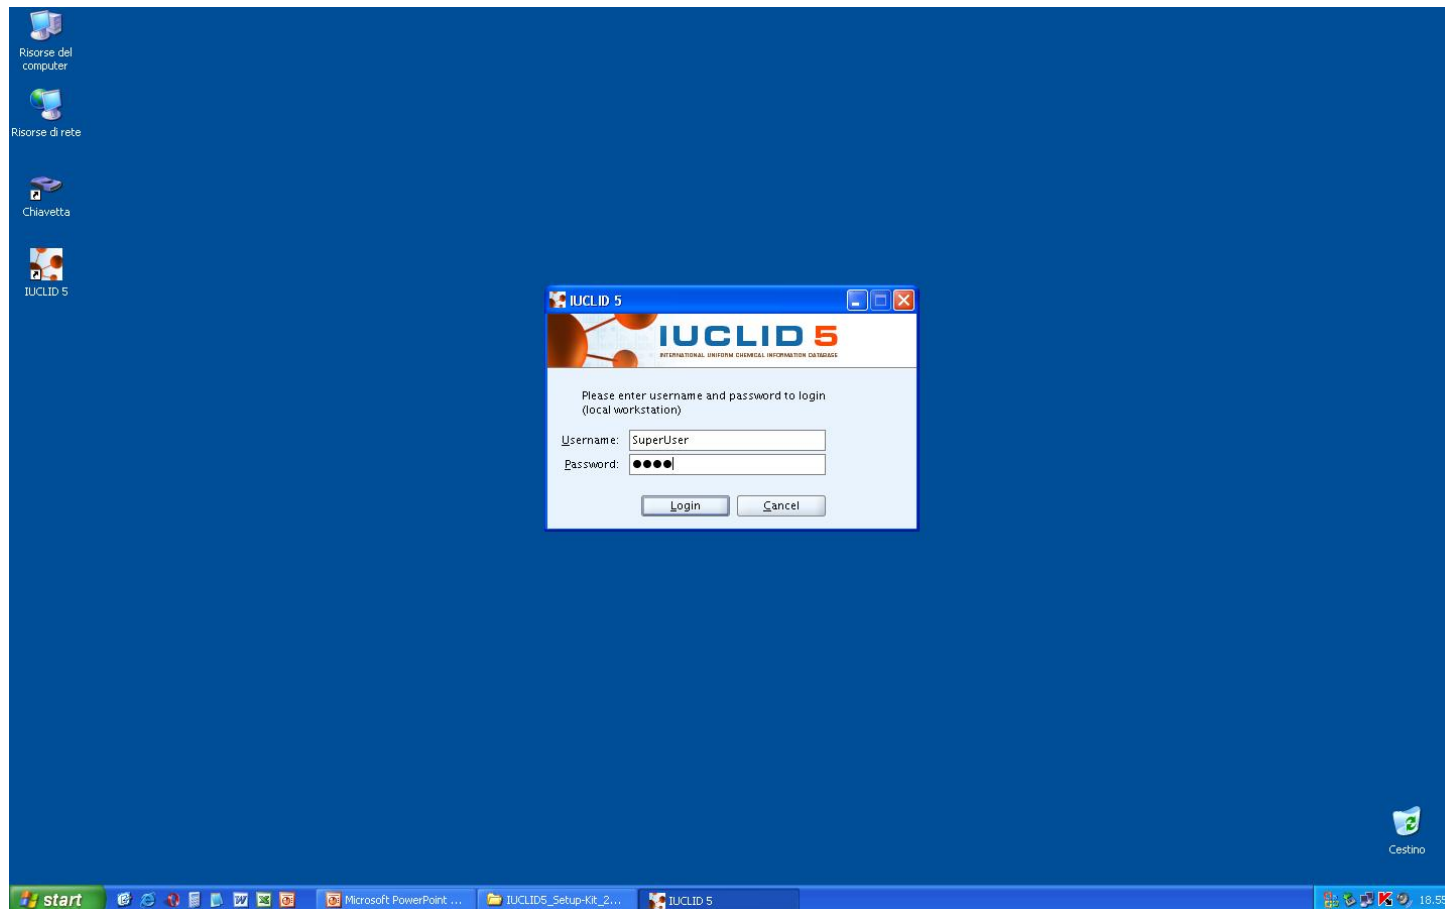 Risorse del
computer
Risorse di rete
Chiavetta
IUCLID 5
IUCLID 5
IUCLID 5
INTERNATIONAL UNIFORM CHEMICAL INFORMATION DATABASE
Please enter username and password to login
(local workstation)
Username: SuperUser
Password: ●●●●
Login Cancel
Cestino
start Microsoft PowerPoint ... IUCLID5_Setup-Kit_2... IUCLID 5 18.55